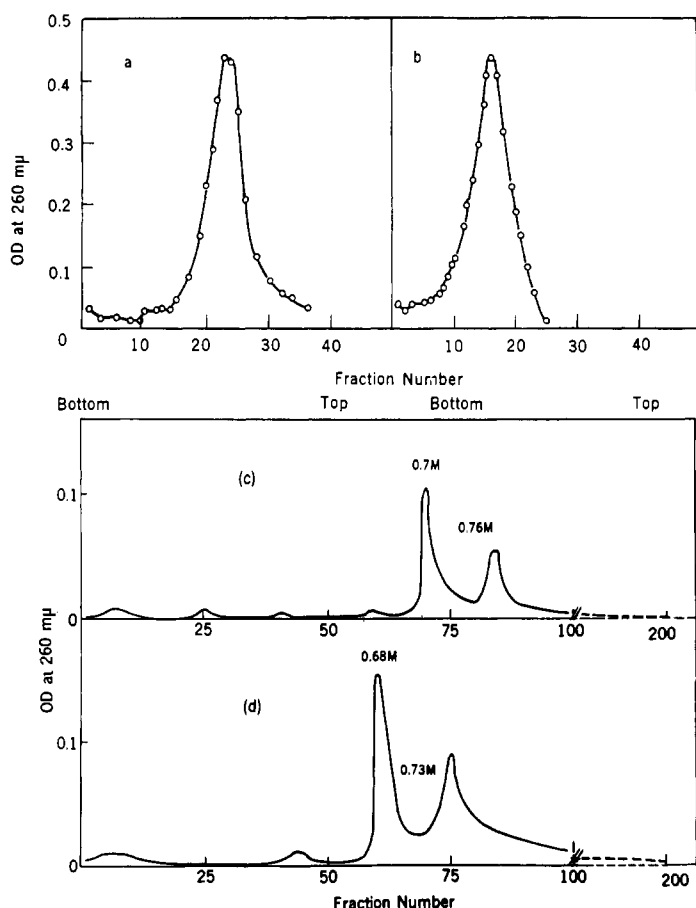 0.5
a
b
0.4
0.3
0.2
0.1
0
OD at 260 mμ
10 20 30 40 10 20 30 40
Fraction Number
Bottom Top Bottom Top
(c)
0.7M
0.76M
0.1
0
25 50 75 100 200
OD at 260 mμ
(d)
0.68M
0.73M
0.1
0
25 50 75 100 200
Fraction Number